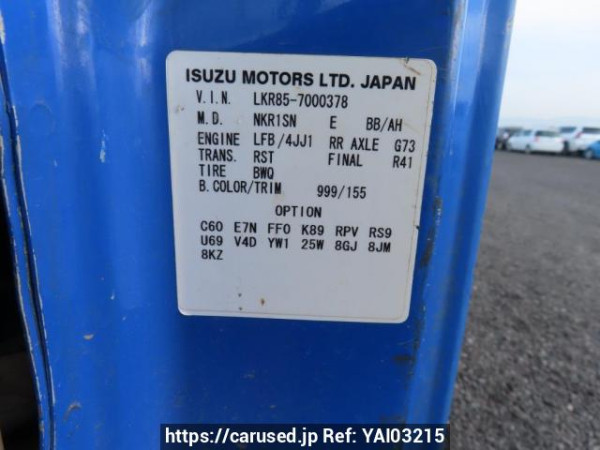 ISUZU MOTORS LTD. JAPAN
V.I.N. LKR85-7000378
M.D. NKR1SN E BB/AH
ENGINE LFB/4JJ1 RR AXLE G73
TRANS. RST FINAL R41
TIRE BWQ
B.COLOR/TRIM 999/155
OPTION
C60 E7N FF0 K89 RPV RS9
U69 V4D YW1 25W 8GJ 8JM
8KZ
https://carused.jp Ref: YAI03215